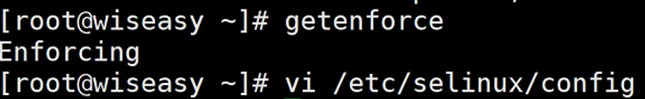 [root@wiseasy ~]# getenforce
Enforcing
[root@wiseasy ~]# vi /etc/selinux/config